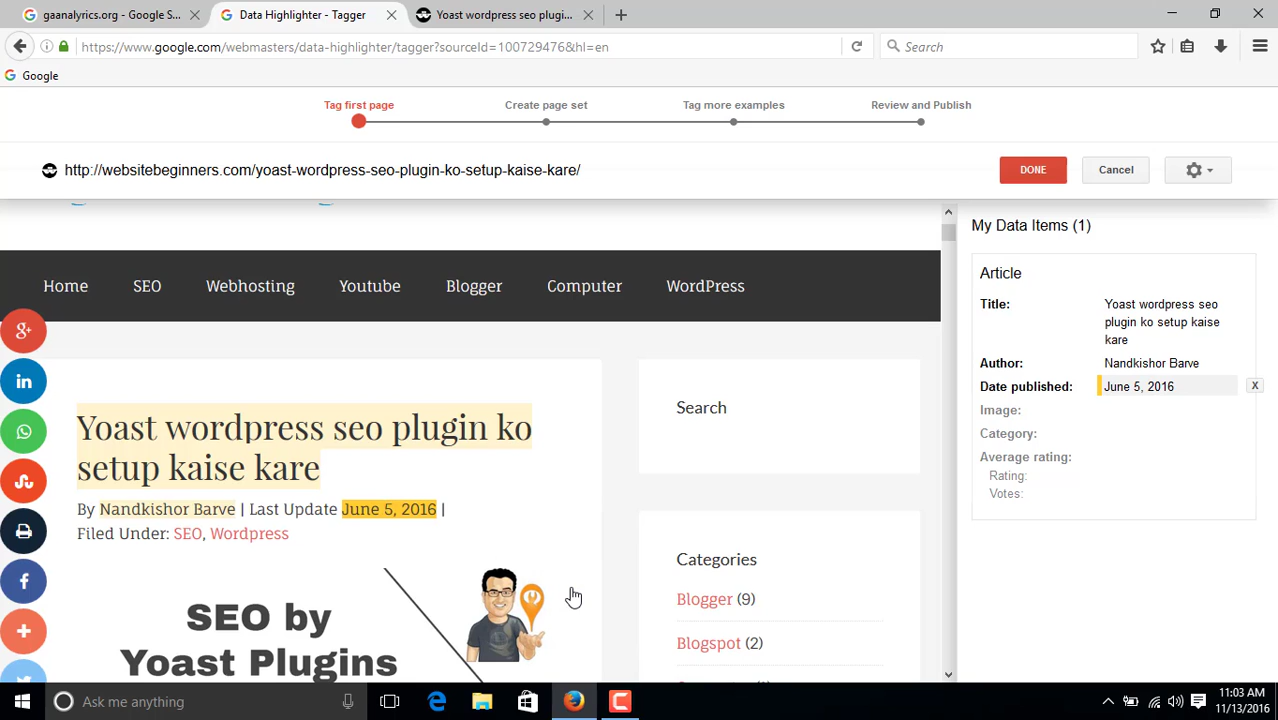 gaanalyrics.org - Google S...
Data Highlighter - Tagger
Yoast wordpress seo plugi...
https://www.google.com/webmasters/data-highlighter/tagger?sourceId=100729476&hl=en
Search
Google
Tag first page
Create page set
Tag more examples
Review and Publish
http://websitebeginners.com/yoast-wordpress-seo-plugin-ko-setup-kaise-kare/
DONE
Cancel
Home
SEO
Webhosting
Youtube
Blogger
Computer
WordPress
Yoast wordpress seo plugin ko
setup kaise kare
By Nandkishor Barve | Last Update June 5, 2016 |
Filed Under: SEO, Wordpress
SEO by
Yoast Plugins
Search
Categories
Blogger (9)
Blogspot (2)
My Data Items (1)
Article
Title: Yoast wordpress seo
plugin ko setup kaise
kare
Author: Nandkishor Barve
Date published: June 5, 2016 X
Image:
Category:
Average rating:
Rating:
Votes:
Ask me anything
11:03 AM
11/13/2016